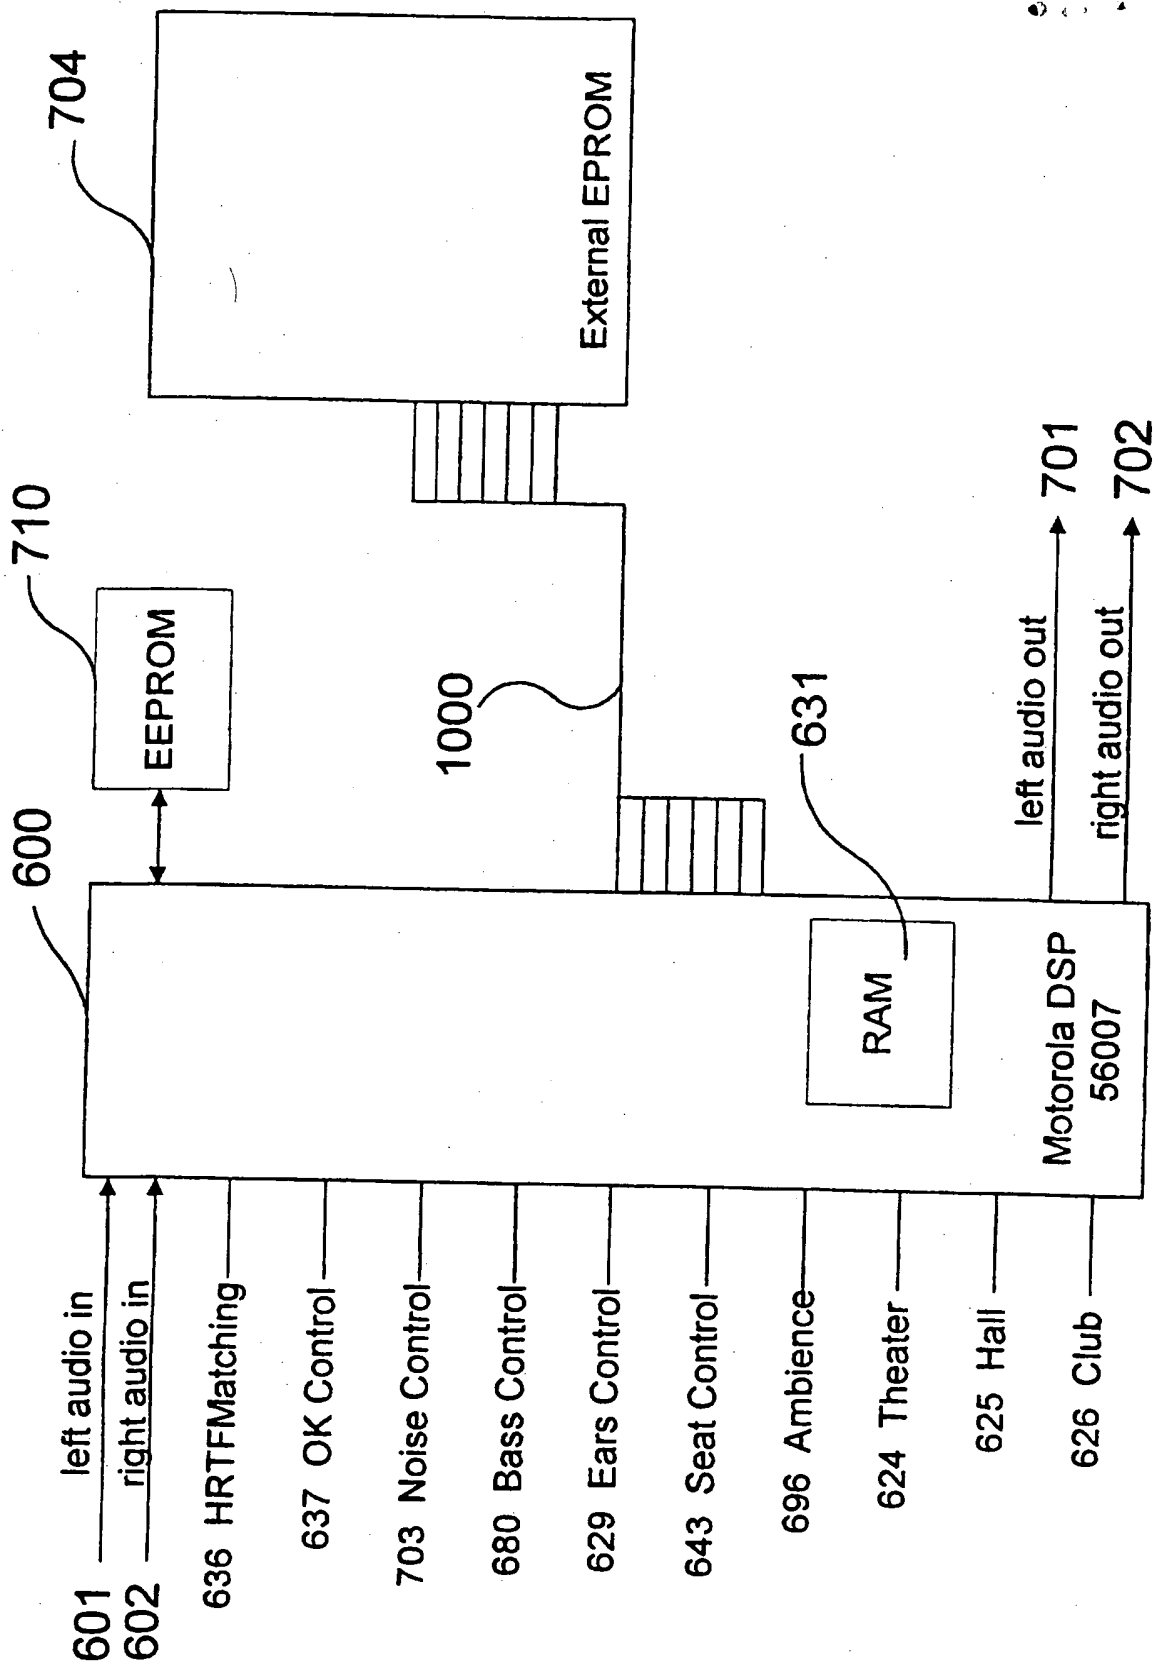 601
left audio in
602
right audio in
636 HRTFMatching
637 OK Control
703 Noise Control
680 Bass Control
629 Ears Control
643 Seat Control
696 Ambience
624 Theater
625 Hall
626 Club
600
RAM
631
Motorola DSP
56007
710
EEPROM
1000
704
External EPROM
left audio out
701
right audio out
702